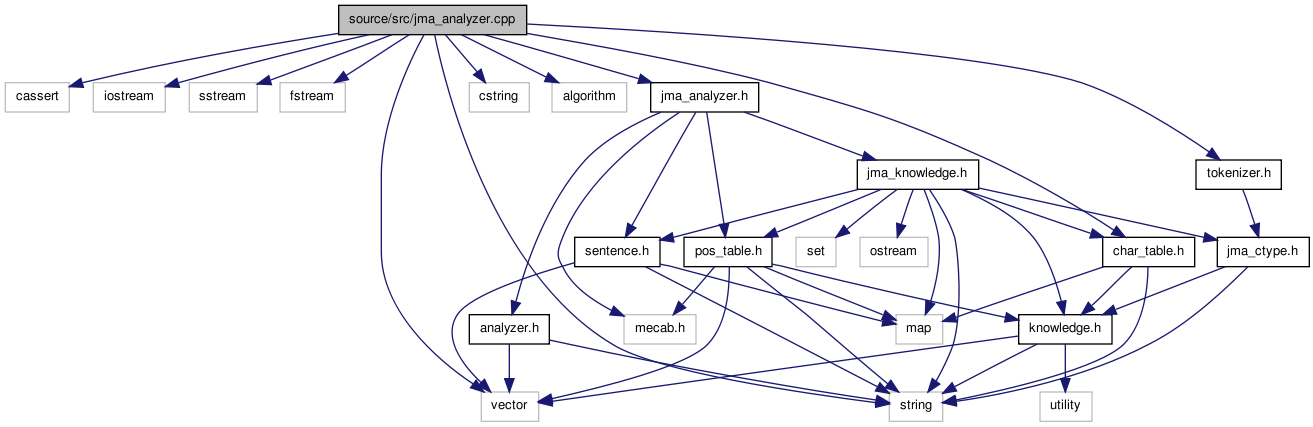 source/src/jma_analyzer.cpp
cassert
iostream
sstream
fstream
cstring
algorithm
jma_analyzer.h
jma_knowledge.h
tokenizer.h
sentence.h
pos_table.h
set
ostream
char_table.h
jma_ctype.h
analyzer.h
mecab.h
map
knowledge.h
vector
string
utility